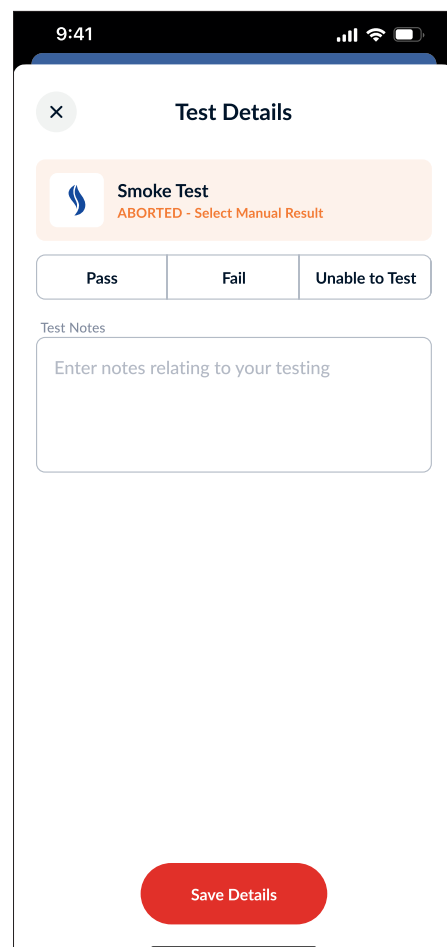 9:41
Test Details
Smoke Test
ABORTED - Select Manual Result
Pass
Fail
Unable to Test
Test Notes
Enter notes relating to your testing
Save Details